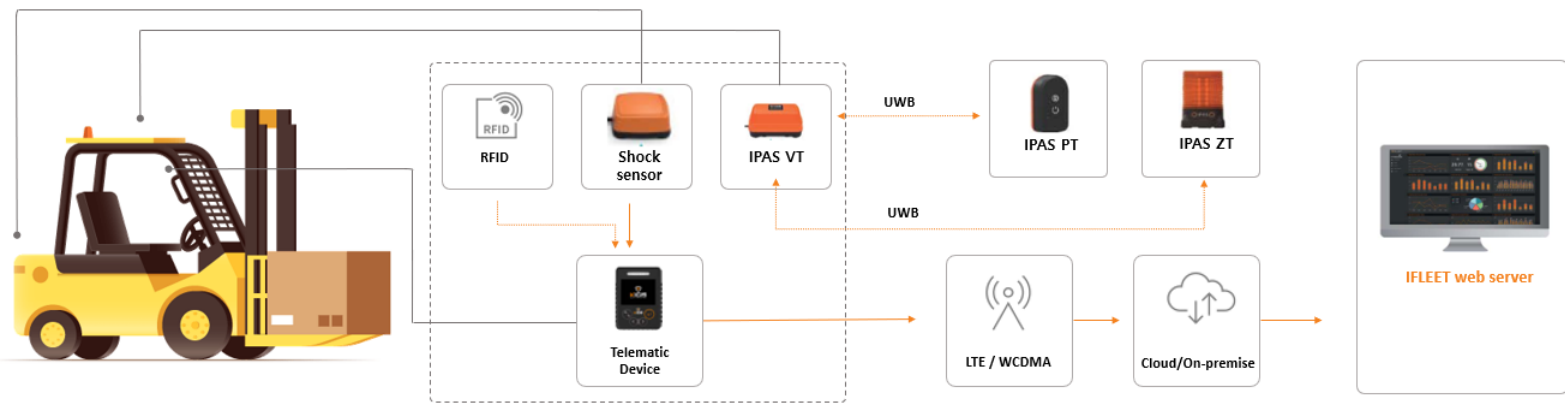 UWB
RFID
RFID
Shock
sensor
IPAS VT
IPAS PT
IPAS ZT
UWB
IFLEET web server
Telematic
Device
LTE / WCDMA
Cloud/On-premise